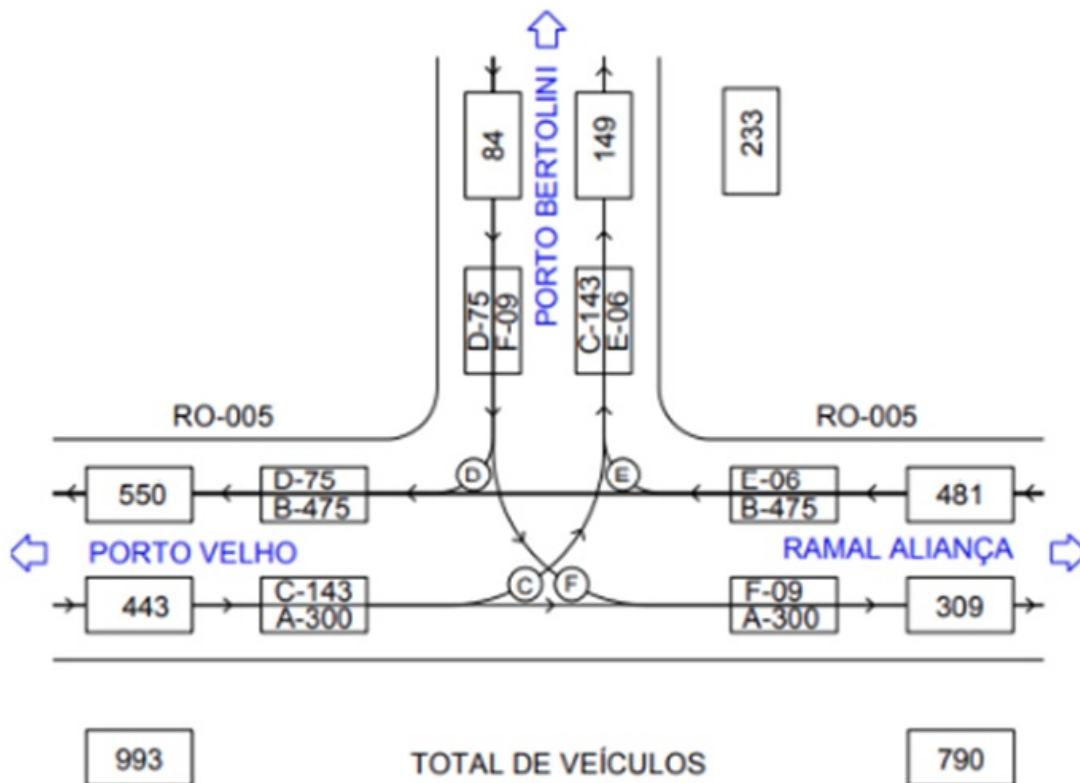 84
PORTO BERTOLINI
149
233
D-75
F-09
C-143
E-06
RO-005
RO-005
D
E
550
D-75
B-475
E-06
B-475
481
PORTO VELHO
RAMAL ALIANÇA
443
C-143
A-300
C
F
F-09
A-300
309
993
TOTAL DE VEÍCULOS
790